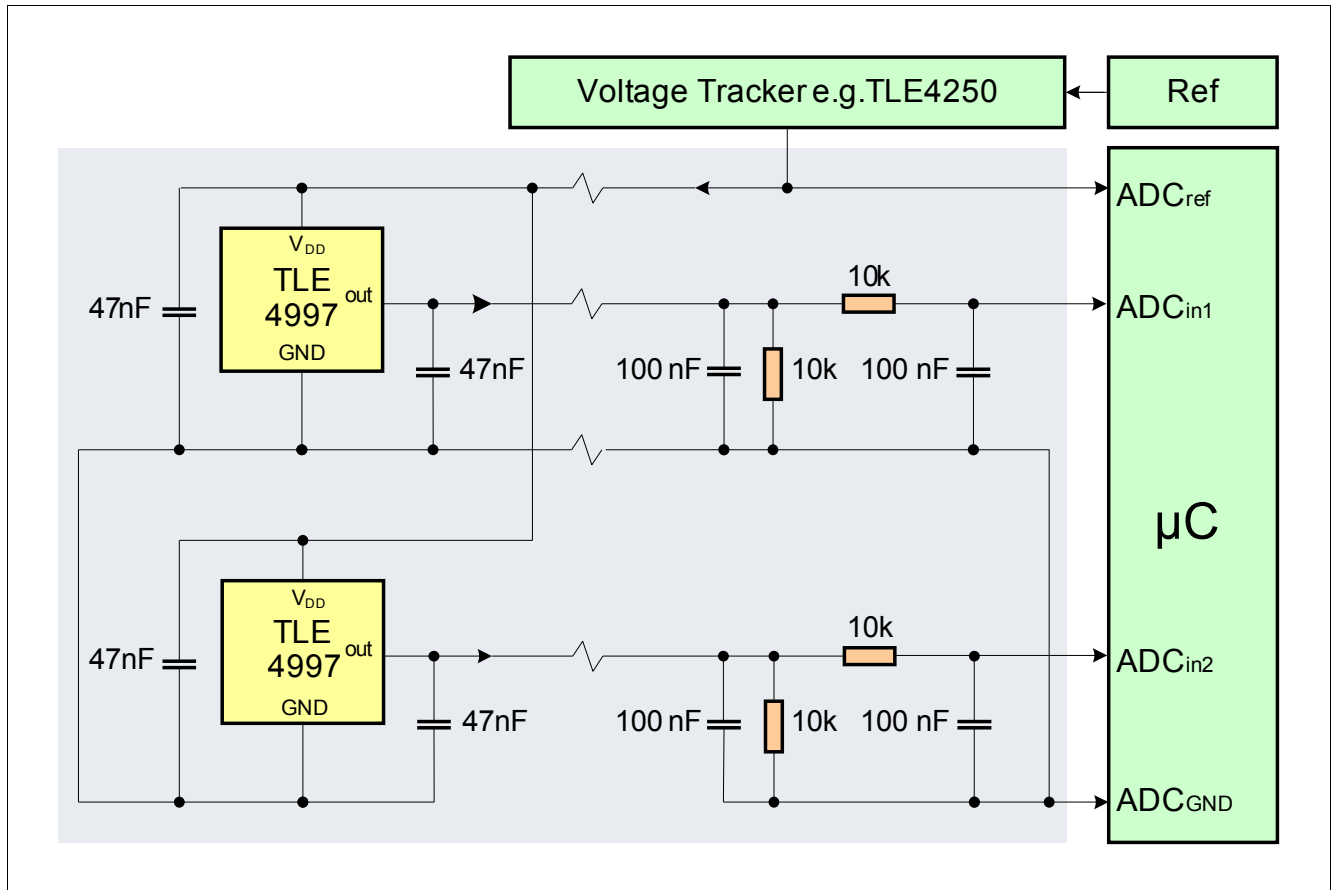 Voltage Tracker e.g.TLE4250
Ref
ADCref
VDD
TLE
4997
out
GND
47nF
47nF
10k
100 nF
10k
100 nF
ADCin1
µC
VDD
TLE
4997
out
GND
47nF
47nF
10k
100 nF
10k
100 nF
ADCin2
ADCGND